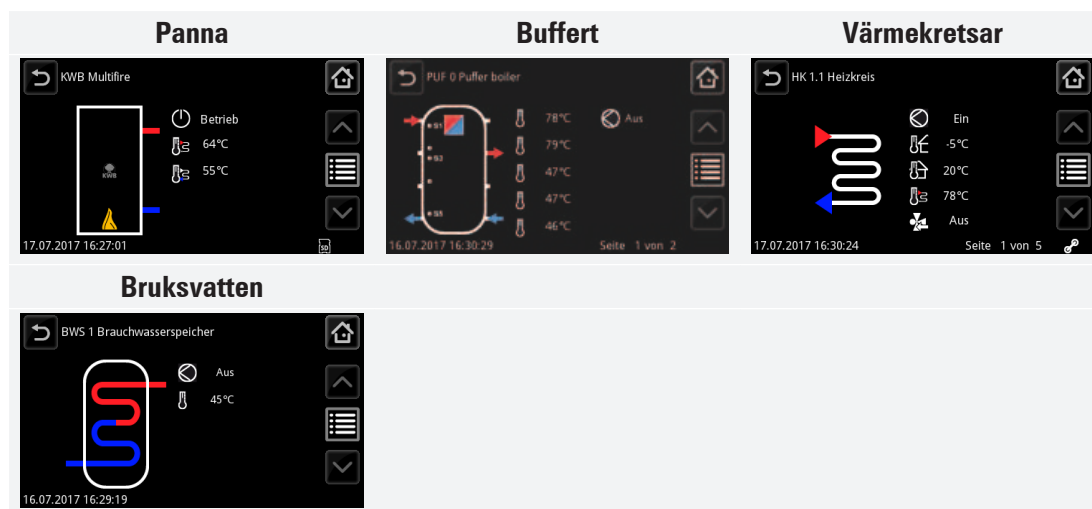 Panna
Buffert
Värmekretsar
KWB Multifire
Betrieb
64°C
55°C
KWB
17.07.2017 16:27:01
SD
PUF 0 Puffer boiler
S1
S2
S3
78°C
79°C
47°C
47°C
46°C
Aus
16.07.2017 16:30:29
Seite 1 von 2
HK 1.1 Heizkreis
Ein
-5°C
20°C
78°C
Aus
17.07.2017 16:30:24
Seite 1 von 5
Bruksvatten
BWS 1 Brauchwasserspeicher
Aus
45°C
16.07.2017 16:29:19